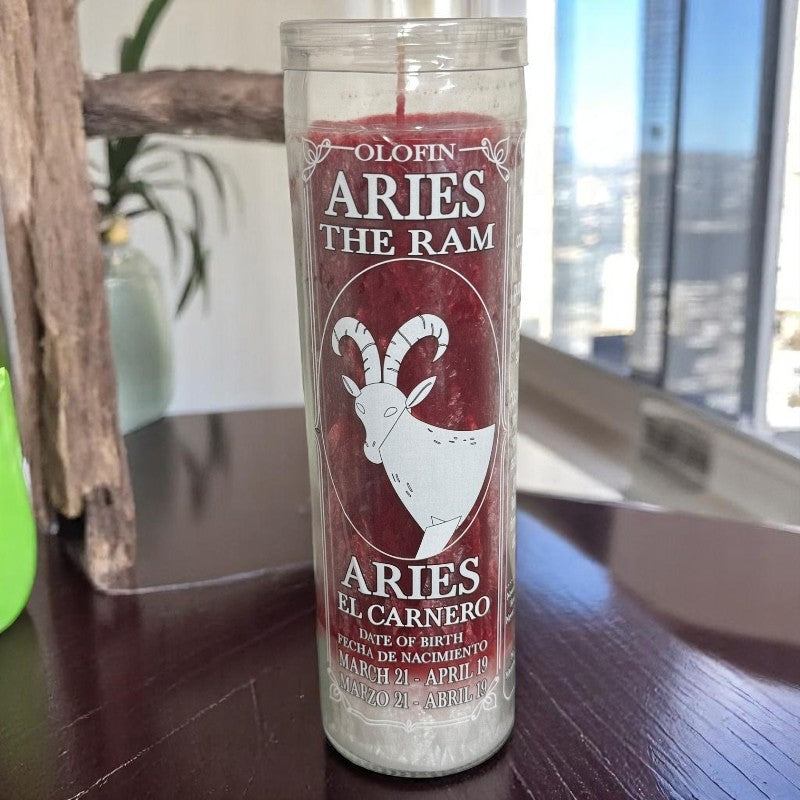 OLOFIN
ARIES
THE RAM
ARIES
EL CARNERO
DATE OF BIRTH
FECHA DE NACIMIENTO
MARCH 21 - APRIL 19
MARZO 21 - ABRIL 19